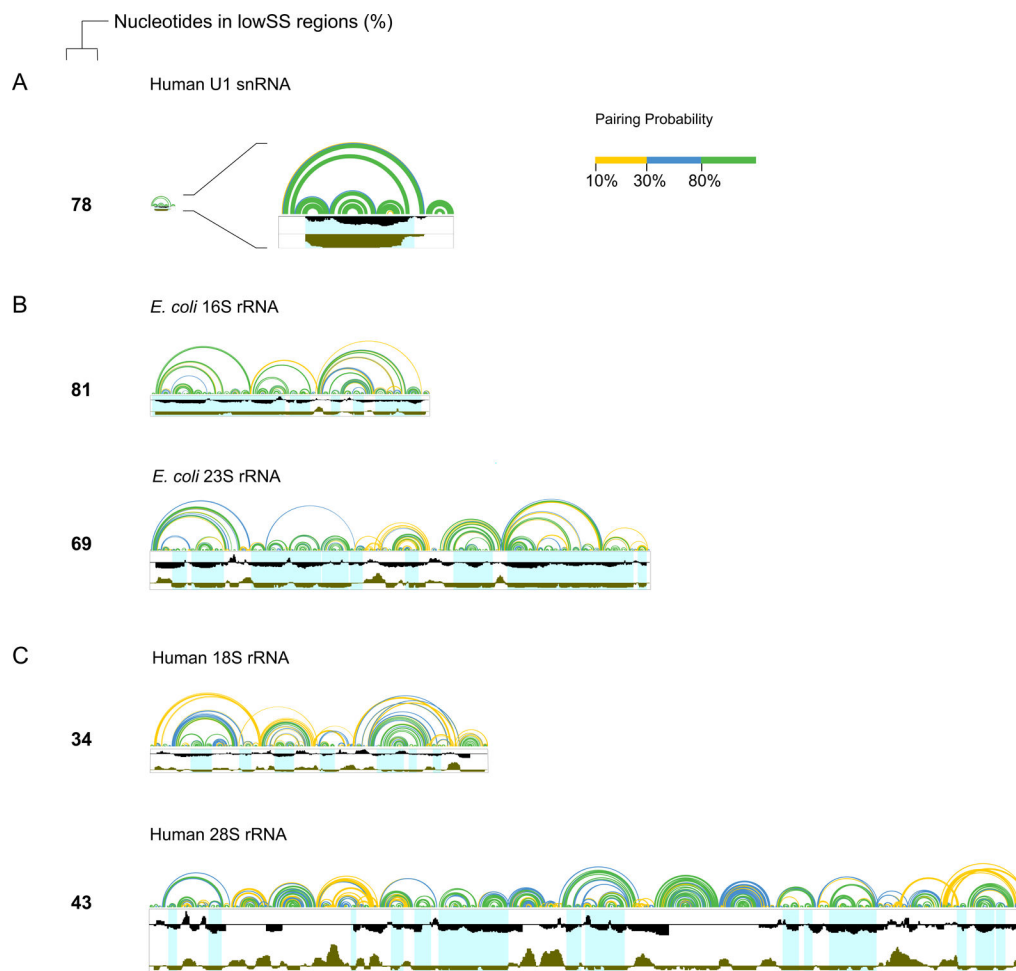 Nucleotides in lowSS regions (%)
A
Human U1 snRNA
Pairing Probability
10% 30% 80%
78
B
E. coli 16S rRNA
81
E. coli 23S rRNA
69
C
Human 18S rRNA
34
Human 28S rRNA
43